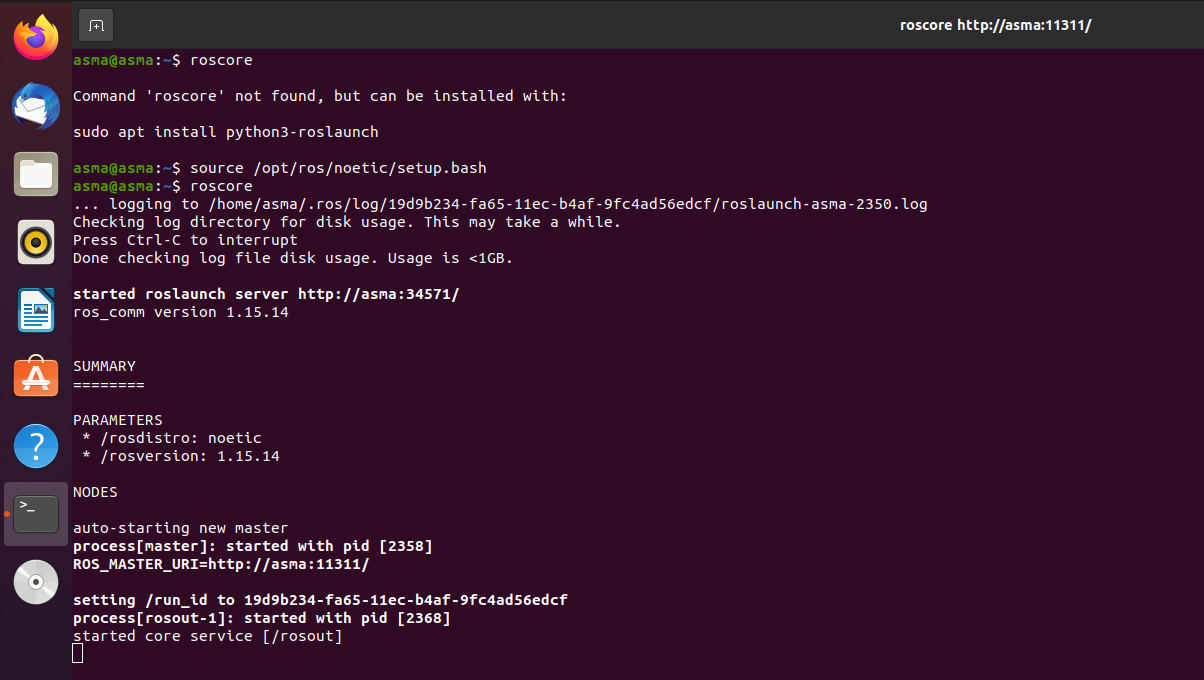 roscore http://asma:11311/
asma@asma:~$ roscore
Command 'roscore' not found, but can be installed with:
sudo apt install python3-roslaunch
asma@asma:~$ source /opt/ros/noetic/setup.bash
asma@asma:~$ roscore
... logging to /home/asma/.ros/log/19d9b234-fa65-11ec-b4af-9fc4ad56edcf/roslaunch-asma-2350.log
Checking log directory for disk usage. This may take a while.
Press Ctrl-C to interrupt
Done checking log file disk usage. Usage is <1GB.
started roslaunch server http://asma:34571/
ros_comm version 1.15.14
SUMMARY
========
PARAMETERS
 * /rosdistro: noetic
 * /rosversion: 1.15.14
NODES
auto-starting new master
process[master]: started with pid [2358]
ROS_MASTER_URI=http://asma:11311/
setting /run_id to 19d9b234-fa65-11ec-b4af-9fc4ad56edcf
process[rosout-1]: started with pid [2368]
started core service [/rosout]